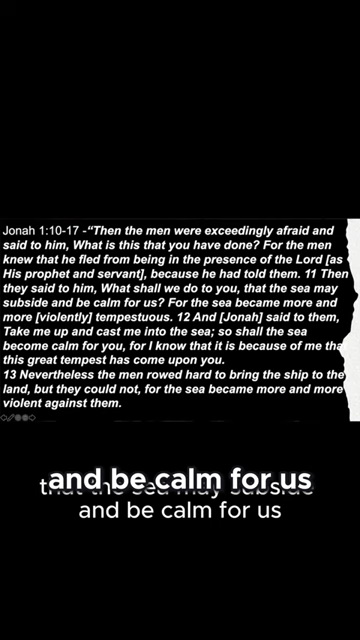 Jonah 1:10-17 -“Then the men were exceedingly afraid and
said to him, What is this that you have done? For the men
knew that he fled from being in the presence of the Lord [as
His prophet and servant], because he had told them. 11 Then
they said to him, What shall we do to you, that the sea may
subside and be calm for us? For the sea became more and
more [violently] tempestuous. 12 And [Jonah] said to them,
Take me up and cast me into the sea; so shall the sea
become calm for you, for I know that it is because of me tha
this great tempest has come upon you.
13 Nevertheless the men rowed hard to bring the ship to the
land, but they could not, for the sea became more and more
violent against them.
and be calm for us
that the sea may subside
and be calm for us